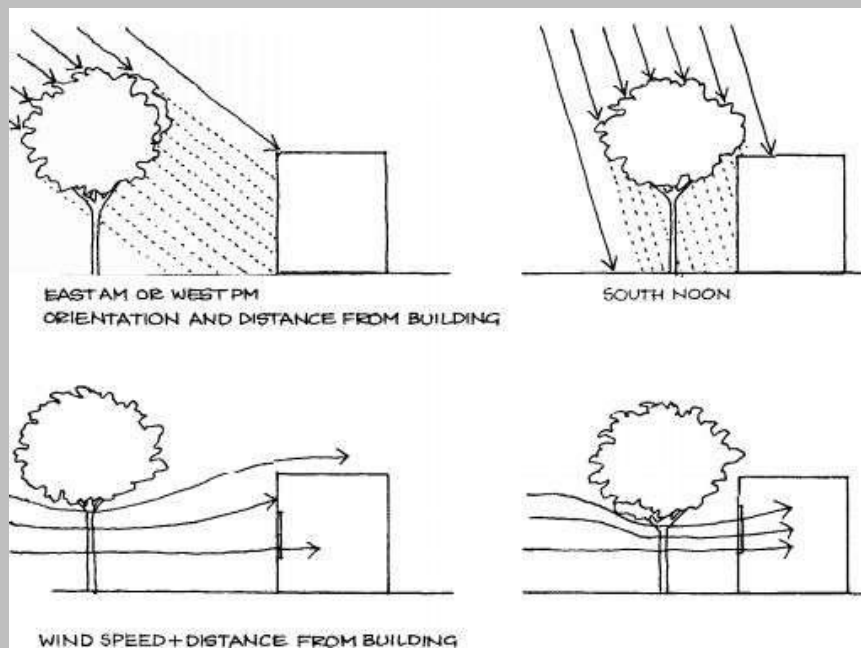 EAST AM OR WEST PM
ORIENTATION AND DISTANCE FROM BUILDING
SOUTH NOON
WIND SPEED + DISTANCE FROM BUILDING